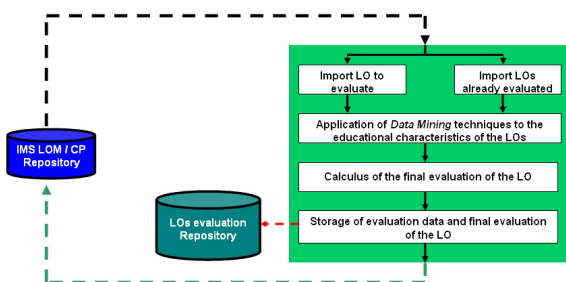 Import LO to
evaluate
Import LOs
already evaluated
Application of Data Mining techniques to the
educational characteristics of the LOs
IMS LOM / CP
Repository
Calculus of the final evaluation of the LO
LOs evaluation
Repository
Storage of evaluation data and final evaluation
of the LO